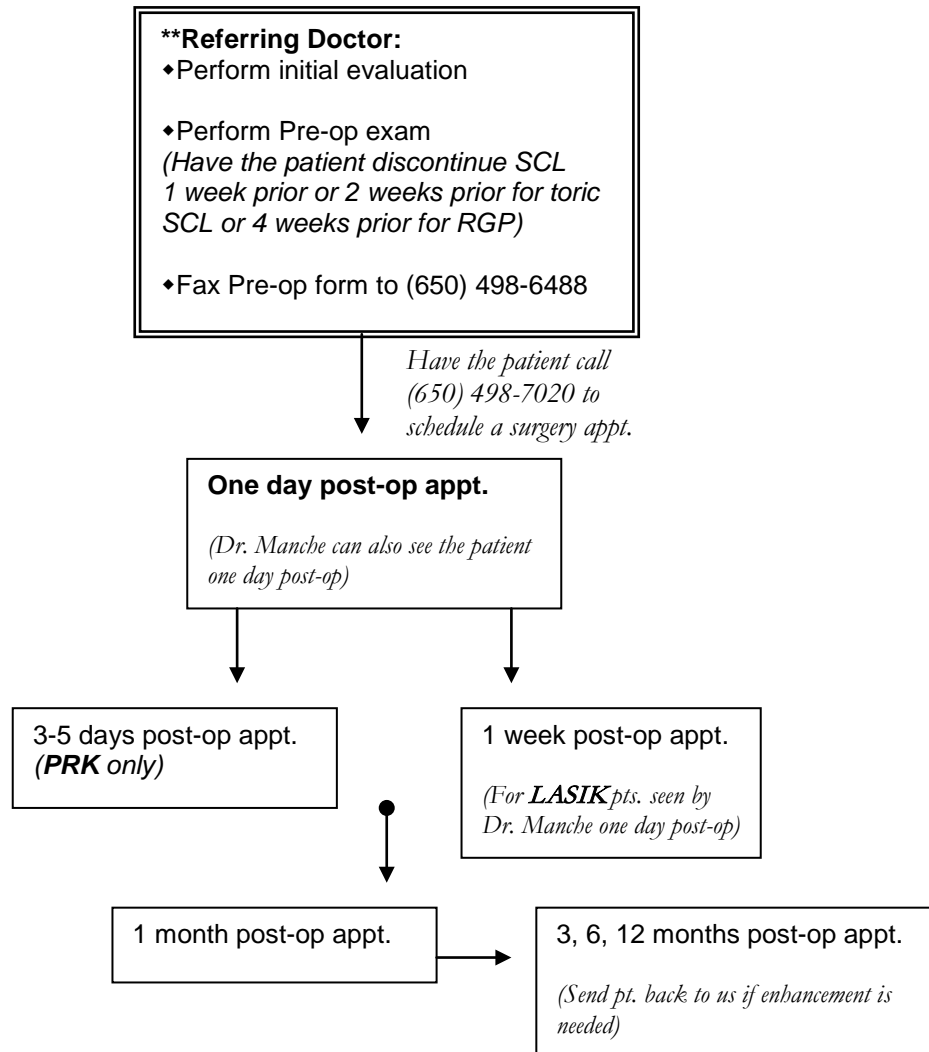 **Referring Doctor:
◆Perform initial evaluation
◆Perform Pre-op exam
(Have the patient discontinue SCL
1 week prior or 2 weeks prior for toric
SCL or 4 weeks prior for RGP)
◆Fax Pre-op form to (650) 498-6488
Have the patient call
(650) 498-7020 to
schedule a surgery appt.
One day post-op appt.
(Dr. Manche can also see the patient
one day post-op)
3-5 days post-op appt.
(PRK only)
1 week post-op appt.
(For LASIK pts. seen by
Dr. Manche one day post-op)
1 month post-op appt.
3, 6, 12 months post-op appt.
(Send pt. back to us if enhancement is
needed)